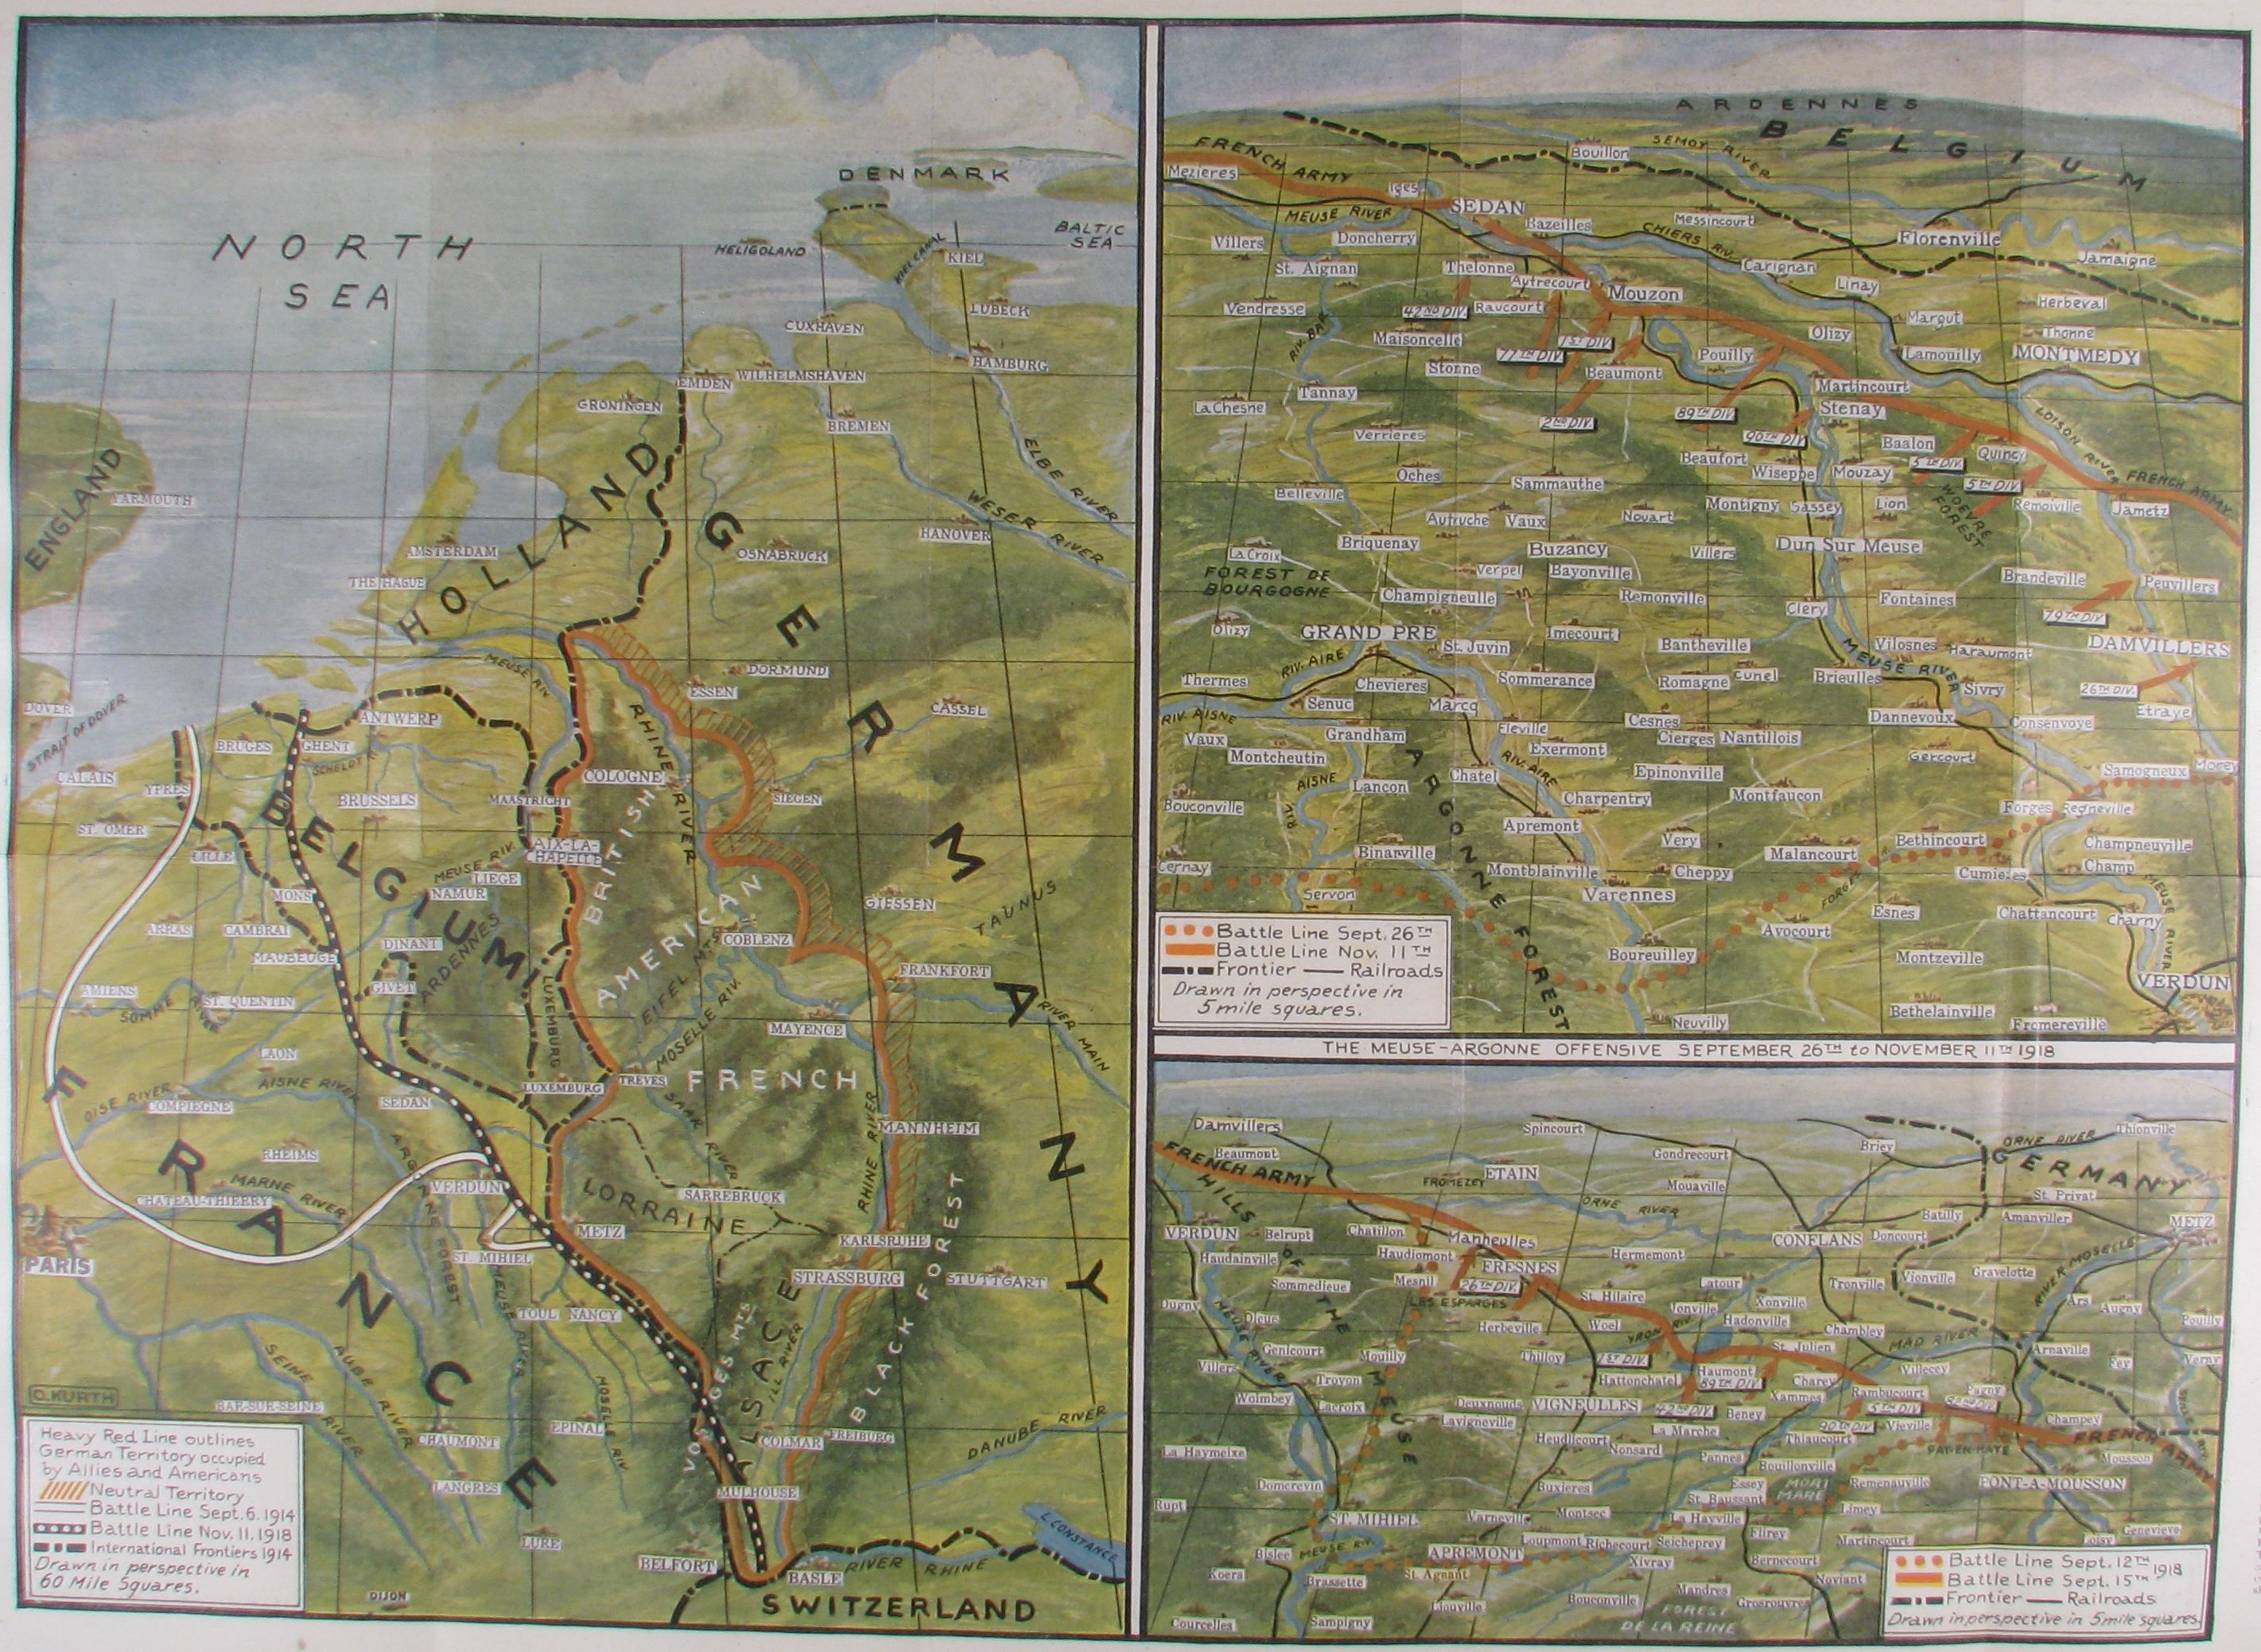 NORTH
SEA
DENMARK
BALTIC
SEA
HELIGOLAND
KIEL CANAL
KIEL
LUBECK
CUXHAVEN
HAMBURG
EMDEN
WILHELMSHAVEN
GRONINGEN
BREMEN
ELBE RIVER
WESER RIVER
ENGLAND
YARMOUTH
HOLLAND
GERMANY
AMSTERDAM
OSNABRUCK
HANOVER
THE HAGUE
MEUSE RIV.
DORMUND
ESSEN
CASSEL
DOVER
STRAIT OF DOVER
ANTWERP
RHINE RIVER
BRUGES
GHENT
SCHELDT R.
CALAIS
YPRES
COLOGNE
BRUSSELS
MAASTRICHT
SIEGEN
BELGIUM
BRITISH
ST. OMER
LILLE
AIX-LA-
CHAPELLE
MEUSE RIV.
LIEGE
NAMUR
MONS
AMERICAN
GIESSEN
TAUNUS
ARRAS
CAMBRAI
DINANT
ARDENNES
COBLENZ
MAUBEUGE
GIVET
EIFEL MTS
FRANKFORT
AMIENS
SOMME RIVER
ST. QUENTIN
LUXEMBURG
MOSELLE RIV.
MAYENCE
RIVER MAIN
LAON
AISNE RIVER
OISE RIVER
COMPIEGNE
SEDAN
LUXEMBURG
TREVES
FRENCH
SAAR RIVER
FRANCE
RHEIMS
MANNHEIM
RHINE RIVER
MARNE RIVER
CHATEAU-THIERRY
ARGONNE FOREST
VERDUN
LORRAINE
SARREBRUCK
METZ
KARLSRUHE
ST. MIHIEL
PARIS
STRASSBURG
STUTTGART
MEUSE RIVER
TOUL
NANCY
BLACK FOREST
VOSGES MTS
ALSACE
ILL RIVER
SEINE RIVER
AUBE RIVER
MOSELLE RIV
O. KURTH
BAR-SUR-SEINE
CHAUMONT
EPINAL
COLMAR
FREIBURG
DANUBE RIVER
LANGRES
MULHOUSE
LURE
L. CONSTANCE
BELFORT
BASLE
RIVER RHINE
DIJON
SWITZERLAND
Heavy Red Line outlines
German Territory occupied
by Allies and Americans
Neutral Territory
Battle Line Sept. 6. 1914
Battle Line Nov. 11. 1918
International Frontiers 1914
Drawn in perspective in
60 Mile Squares.
ARDENNES
BELGIUM
FRENCH ARMY
Bouillon
SEMOY RIVER
Mezieres
Iges
MEUSE RIVER
SEDAN
Bazeilles
Messincourt
Villers
Doncherry
CHIERS RIV.
Florenville
St. Aignan
Thelonne
Autrecourt
Carignan
Jamaigne
Mouzon
Linay
Vendresse
42ND DIV.
Raucourt
Herbeval
Margut
RIV. BAR
Maisoncelle
1ST DIV.
Olizy
Thonne
77TH DIV.
Pouilly
Lamouilly
MONTMEDY
Stonne
Beaumont
Tannay
Martincourt
La Chesne
2ND DIV.
89TH DIV.
Stenay
LOISON RIVER
Verrieres
90TH DIV.
Baalon
Quincy
Beaufort
5TH DIV.
Oches
Wiseppe
Mouzay
Sammauthe
5TH DIV.
FRENCH ARMY
Belleville
Montigny
Sassey
Lion
WOEVRE
FOREST
Remoiville
Jametz
Autruche
Vaux
Nouart
Briquenay
Buzancy
Villers
Dun Sur Meuse
La Croix
FOREST DE
BOURGOGNE
Verpel
Bayonville
Brandeville
Peuvillers
Champigneulle
Remonville
Clery
Fontaines
79TH DIV.
Olizy
GRAND PRE
St. Juvin
Imecourt
Bantheville
Vilosnes
Haraumont
DAMVILLERS
RIV. AIRE
MEUSE RIVER
Thermes
Chevieres
Sommerance
Romagne
Cunel
Brieulles
Sivry
26TH DIV.
Senuc
Marcq
Etraye
RIV. AISNE
Fleville
Cesnes
Dannevoux
Consenvoye
Vaux
Grandham
Exermont
Cierges
Nantillois
Montcheutin
RIV. AIRE
Gercourt
AISNE
RIV.
Lancon
Chatel
Epinonville
Samogneux
Bouconville
ARGONNE FOREST
Charpentry
Montfaucon
Forges
Regneville
Apremont
Very
Bethincourt
Champneuville
Binarville
Malancourt
Cernay
Montblainville
Cheppy
Cumieres
Champ
Servon
Varennes
FORGES
Esnes
Chattancourt
Charny
MEUSE RIVER
Avocourt
Boureuilley
Montzeville
VERDUN
Bethelainville
Neuvilly
Fromereville
Battle Line Sept. 26TH
Battle Line Nov. 11TH
Frontier Railroads
Drawn in perspective in
5 mile squares.
THE MEUSE-ARGONNE OFFENSIVE SEPTEMBER 26TH to NOVEMBER 11TH 1918
Damvillers
Spincourt
ORNE RIVER
Thionville
Beaumont
Gondrecourt
Briey
GERMANY
FRENCH ARMY
FROMEZEY
ETAIN
Mouaville
St. Privat
HILLS OF THE MEUSE
ORNE RIVER
Batilly
Amanviller
METZ
VERDUN
Belrupt
Chatillon
Manheulles
CONFLANS
Doncourt
Haudainville
Haudiomont
FRESNES
Hermemont
RIVER MOSELLE
Sommedieue
Mesnil
26TH DIV.
Latour
Tronville
Vionville
Gravelotte
Dugny
LES ESPARGES
St. Hilaire
Jonville
Xonville
Ars
Augny
MEUSE RIVER
Dieue
Herbeville
Woel
YRON RIV.
Hadonville
Chambley
MAD RIVER
Pouilly
Genicourt
Mouilly
Thilloy
1ST DIV.
St. Julien
Arnaville
Fey
Villers
Haumont
Villecey
Troyon
Hattonchatel
89TH DIV.
Charey
Woimbey
Lacroix
Deuxnouds
VIGNEULLES
Xammes
Rambucourt
Pagny
Lavigneville
42ND DIV.
Beney
5TH DIV.
La Marche
90TH DIV.
Vieville
Champey
La Haymeixe
Heudlicourt
Nonsard
Thiaucourt
FRENCH ARMY
Pannes
Bouillonville
Mousson
Domcrevin
Buxieres
Essey
MORT
MARE
Remenauville
PONT-A-MOUSSON
Rupt
St. Baussant
Limey
ST. MIHIEL
Varneville
Montsec
La Hayville
Flirey
Genevieve
Loisy
Bislee
MEUSE RIV.
APREMONT
Loupmont
Richecourt
Seicheprey
Martincourt
Xivray
Bernecourt
Koera
Brassette
St. Agnant
Mandres
Noviant
Liouville
Bouconville
Grosrouvres
Courcelles
Sampigny
FOREST
DE LA REINE
Battle Line Sept. 12TH 1918
Battle Line Sept. 15TH
Frontier Railroads
Drawn in perspective in 5 mile squares